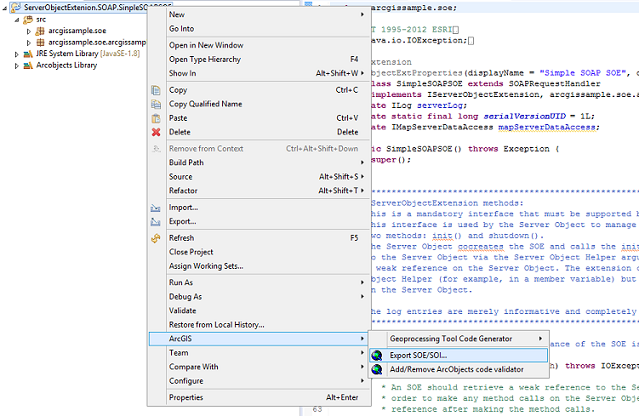 ServerObjectExtenion.SOAP.SinpleSOAPSOE
src
arcgissample.soe
arcgissample.soe.arcgissam
JRE System Library [JavaSE-1.8]
Arcobjects Library
New
Go Into
Open in New Window
Open Type Hierarchy F4
Show In Alt+Shift+W
Copy Ctrl+C
Copy Qualified Name
Paste Ctrl+V
Delete Delete
Remove from Context Ctrl+Alt+Shift+Down
Build Path
Source Alt+Shift+S
Refactor Alt+Shift+T
Import...
Export...
Refresh F5
Close Project
Assign Working Sets...
Run As
Debug As
Validate
Restore from Local History...
ArcGIS
Team
Compare With
Configure
Properties Alt+Enter
Geoprocessing Tool Code Generator
Export SOE/SOI...
Add/Remove ArcObjects code validator
arcgissample.soe;
T 1995-2012 ESRI
ava.io.IOException;
xtension
ObjectExtProperties(displayName = "Simple SOAP SOE", d
lass SimpleSOAPSOE extends SOAPRequestHandler
implements IServerObjectExtension, arcgissample.soe.a
te ILog serverLog;
te static final long serialVersionUID = 1L;
te IMapServerDataAccess mapServerDataAccess;
ic SimpleSOAPSOE() throws Exception {
super();
*****************************************************
ServerObjectExtension methods:
his is a mandatory interface that must be supported b
his interface is used by the Server Object to manage
wo methods: init() and shutdown().
he Server Object cocreates the SOE and calls the init
o the Server Object via the Server Object Helper argu
weak reference on the Server Object. The extension c
bject Helper (for example, in a member variable) but
n the Server Object.
he log entries are merely informative and completely
*****************************************************
ance of the SOE is
h) throws IOExcep
* An SOE should retrieve a weak reference to the Se
* order to make any method calls on the Server Obj
63 * reference after making the method calls.